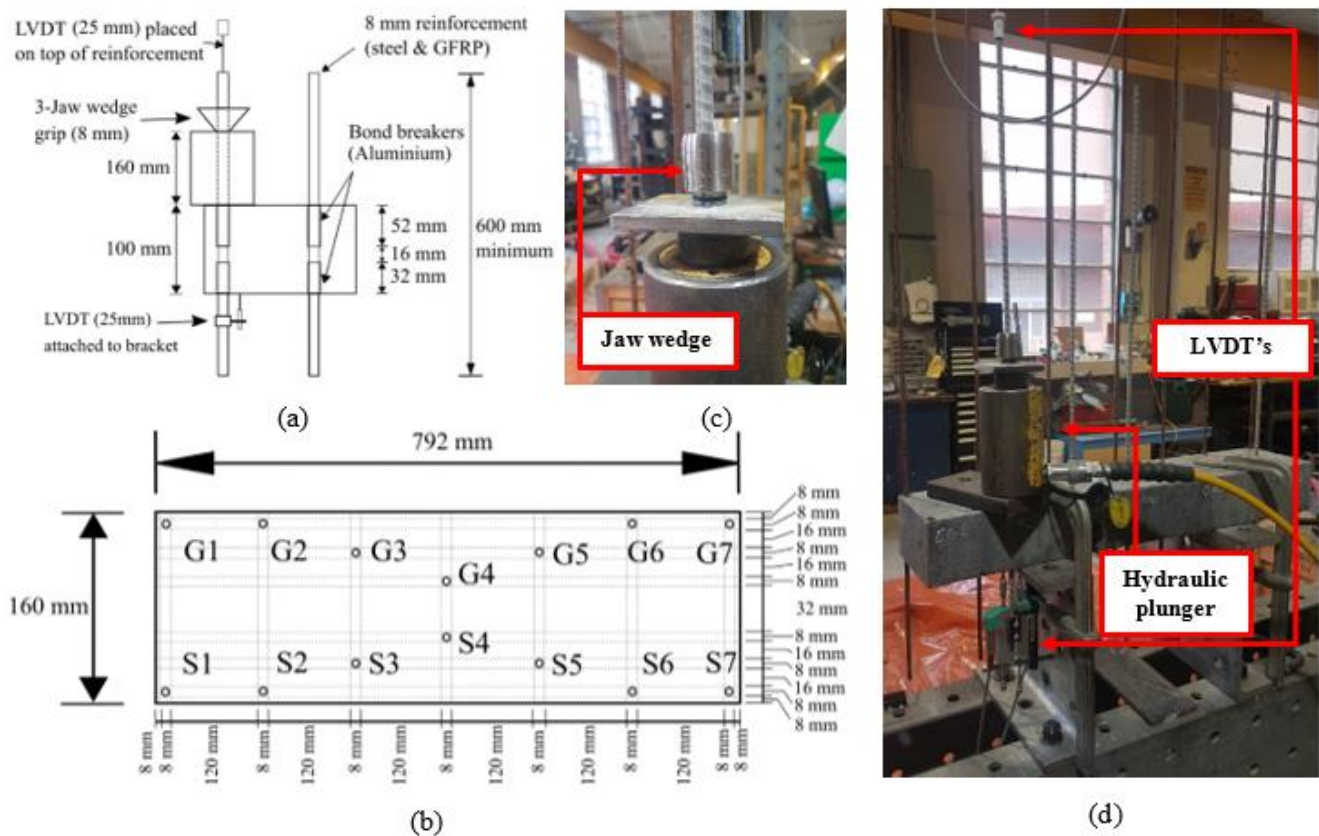 LVDT (25 mm) placed
on top of reinforcement
8 mm reinforcement
(steel & GFRP)
3-Jaw wedge
grip (8 mm)
Bond breakers
(Aluminium)
160 mm
100 mm
52 mm
16 mm
32 mm
600 mm
minimum
LVDT (25mm)
attached to bracket
(a)
Jaw wedge
(c)
LVDT's
Hydraulic
plunger
(d)
792 mm
160 mm
G1
G2
G3
G4
G5
G6
G7
S1
S2
S3
S4
S5
S6
S7
8 mm
8 mm
16 mm
8 mm
16 mm
8 mm
32 mm
8 mm
16 mm
8 mm
16 mm
8 mm
8 mm
8 mm
8 mm
120 mm
8 mm
120 mm
8 mm
120 mm
8 mm
120 mm
8 mm
120 mm
8 mm
120 mm
8 mm
8 mm
(b)